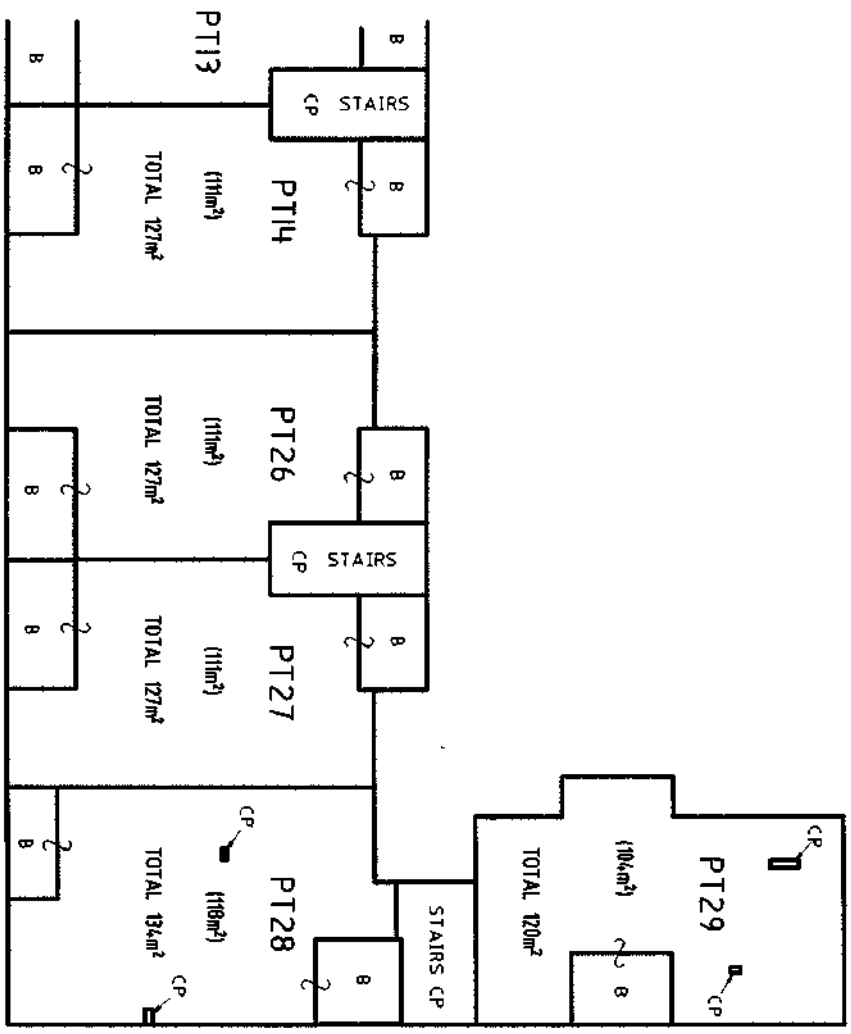 PT13
B
B
CP STAIRS
B
B
PT14
(111m²)
TOTAL 127m²
PT26
(111m²)
TOTAL 127m²
B
B
CP STAIRS
B
B
PT27
(111m²)
TOTAL 127m²
PT28
(118m²)
TOTAL 134m²
B
CP
CP
B
STAIRS CP
PT29
(104m²)
TOTAL 120m²
CP
CP
B